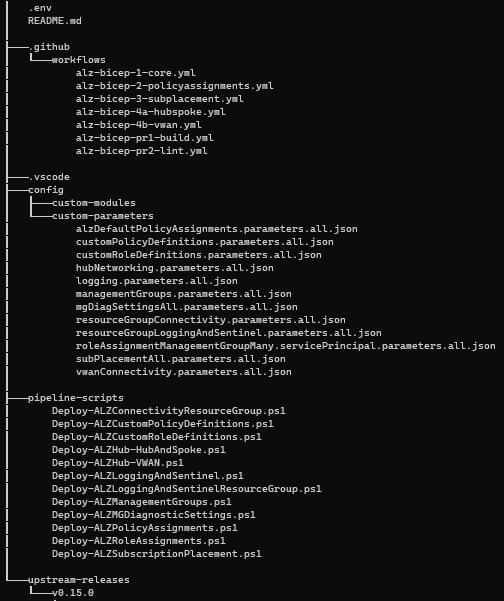 .env
README.md
.github
workflows
alz-bicep-1-core.yml
alz-bicep-2-policyassignments.yml
alz-bicep-3-subplacement.yml
alz-bicep-4a-hubspoke.yml
alz-bicep-4b-vwan.yml
alz-bicep-pr1-build.yml
alz-bicep-pr2-lint.yml
.vscode
config
custom-modules
custom-parameters
alzDefaultPolicyAssignments.parameters.all.json
customPolicyDefinitions.parameters.all.json
customRoleDefinitions.parameters.all.json
hubNetworking.parameters.all.json
logging.parameters.all.json
managementGroups.parameters.all.json
mgDiagSettingsAll.parameters.all.json
resourceGroupConnectivity.parameters.all.json
resourceGroupLoggingAndSentinel.parameters.all.json
roleAssignmentManagementGroupMany.servicePrincipal.parameters.all.json
subPlacementAll.parameters.all.json
vwanConnectivity.parameters.all.json
pipeline-scripts
Deploy-ALZConnectivityResourceGroup.ps1
Deploy-ALZCustomPolicyDefinitions.ps1
Deploy-ALZCustomRoleDefinitions.ps1
Deploy-ALZHub-HubAndSpoke.ps1
Deploy-ALZHub-VWAN.ps1
Deploy-ALZLoggingAndSentinel.ps1
Deploy-ALZLoggingAndSentinelResourceGroup.ps1
Deploy-ALZManagementGroups.ps1
Deploy-ALZMGDiagnosticSettings.ps1
Deploy-ALZPolicyAssignments.ps1
Deploy-ALZRoleAssignments.ps1
Deploy-ALZSubscriptionPlacement.ps1
upstream-releases
v0.15.0